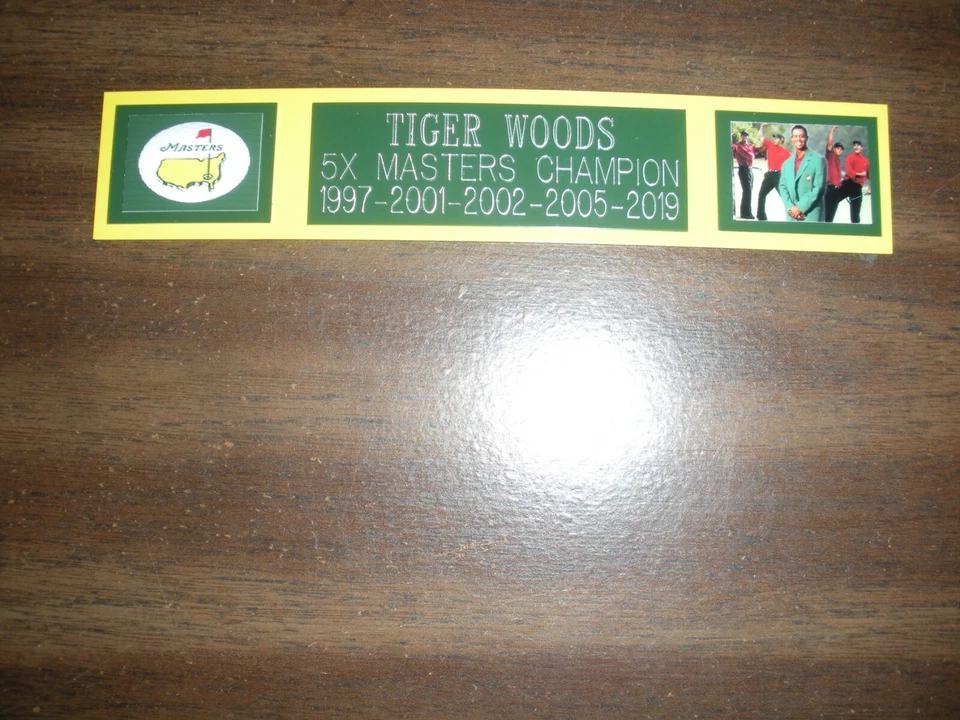 Masters
TIGER WOODS
5X MASTERS CHAMPION
1997-2001-2002-2005-2019